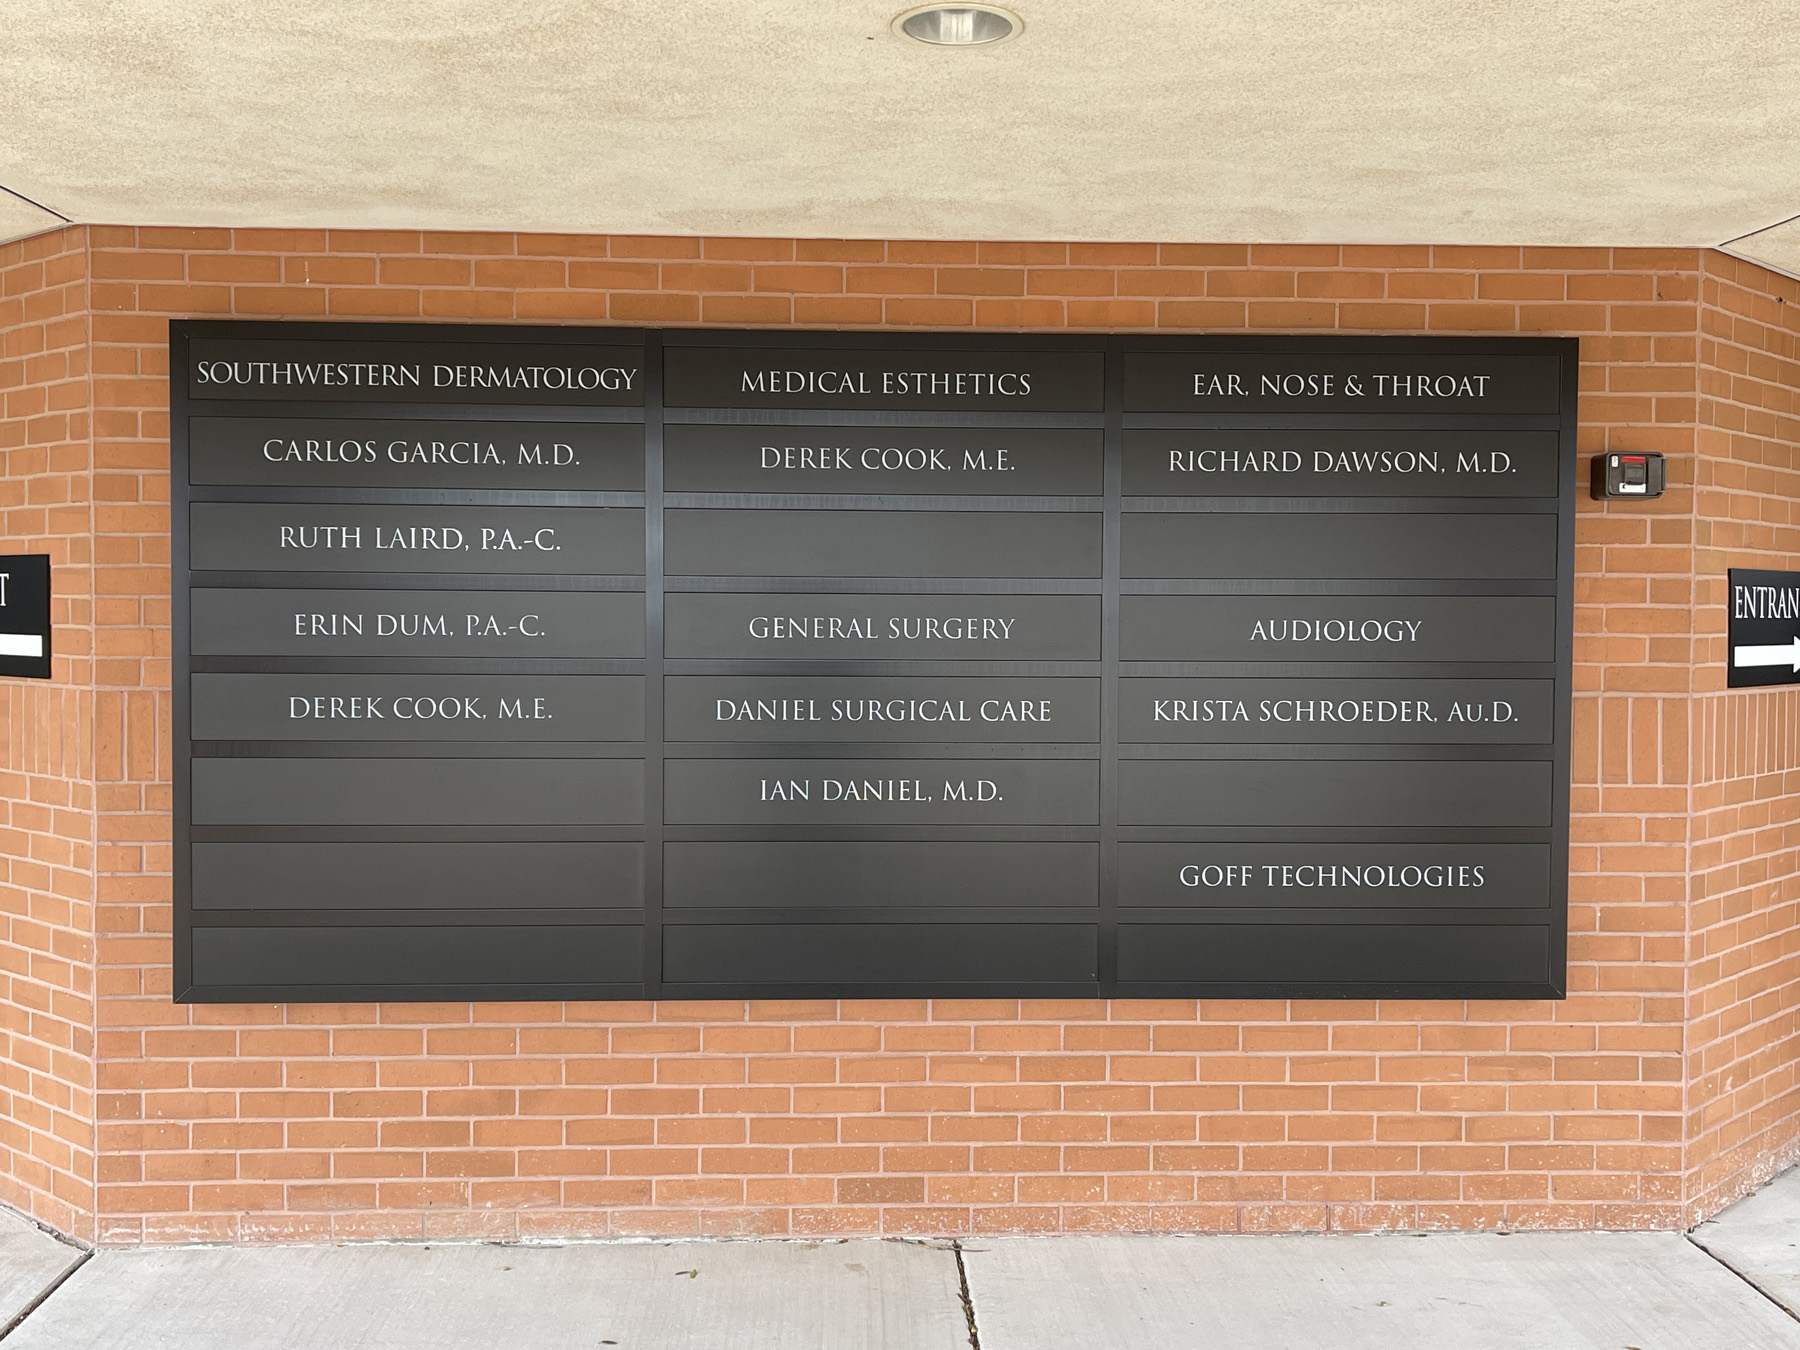 SOUTHWESTERN DERMATOLOGY
CARLOS GARCIA, M.D.
RUTH LAIRD, P.A.-C.
ERIN DUM, P.A.-C.
DEREK COOK, M.E.
MEDICAL ESTHETICS
DEREK COOK, M.E.
GENERAL SURGERY
DANIEL SURGICAL CARE
IAN DANIEL, M.D.
EAR, NOSE & THROAT
RICHARD DAWSON, M.D.
AUDIOLOGY
KRISTA SCHROEDER, AU.D.
GOFF TECHNOLOGIES
ENTRAN